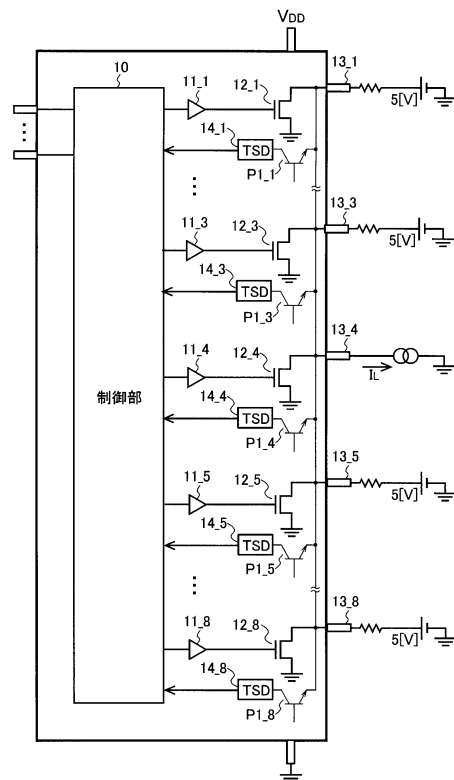 VDD
10
11_1
12_1
13_1
5[V]
14_1
TSD
P1_1
11_3
12_3
13_3
5[V]
14_3
TSD
P1_3
11_4
12_4
13_4
IL
14_4
TSD
P1_4
制御部
11_5
12_5
13_5
5[V]
14_5
TSD
P1_5
11_8
12_8
13_8
5[V]
14_8
TSD
P1_8